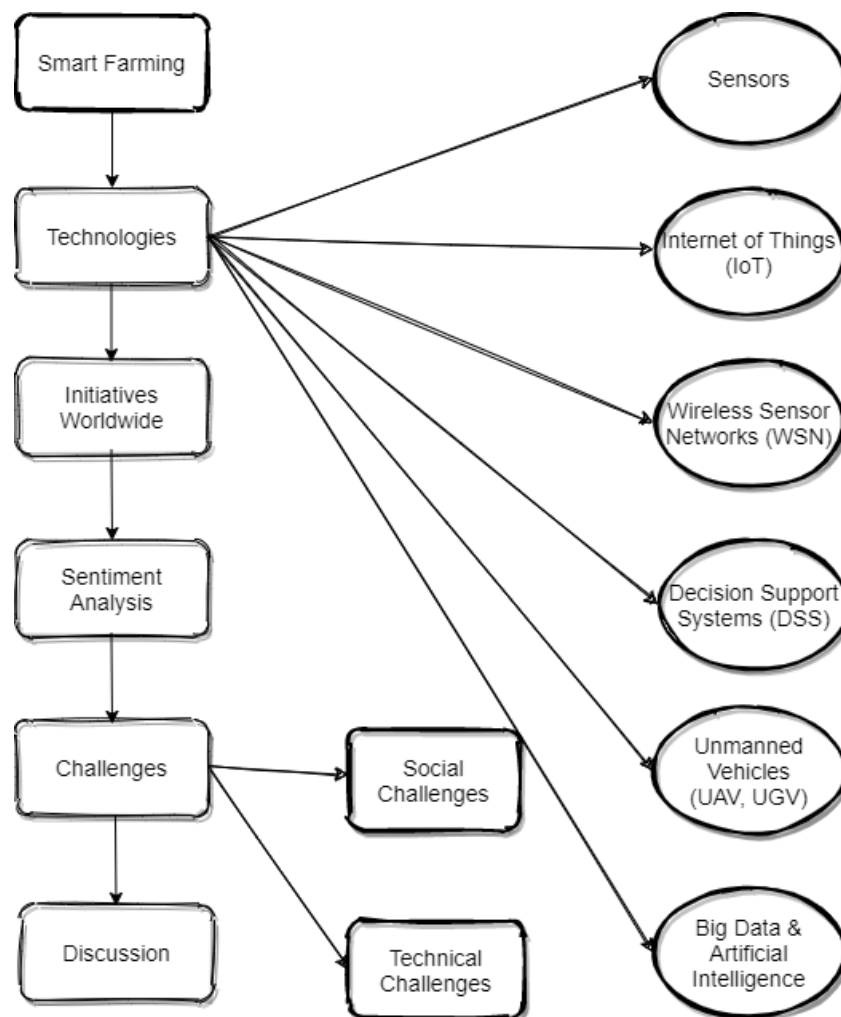 Smart Farming
Technologies
Initiatives
Worldwide
Sentiment
Analysis
Challenges
Discussion
Social
Challenges
Technical
Challenges
Sensors
Internet of Things
(IoT)
Wireless Sensor
Networks (WSN)
Decision Support
Systems (DSS)
Unmanned
Vehicles
(UAV, UGV)
Big Data &
Artificial
Intelligence